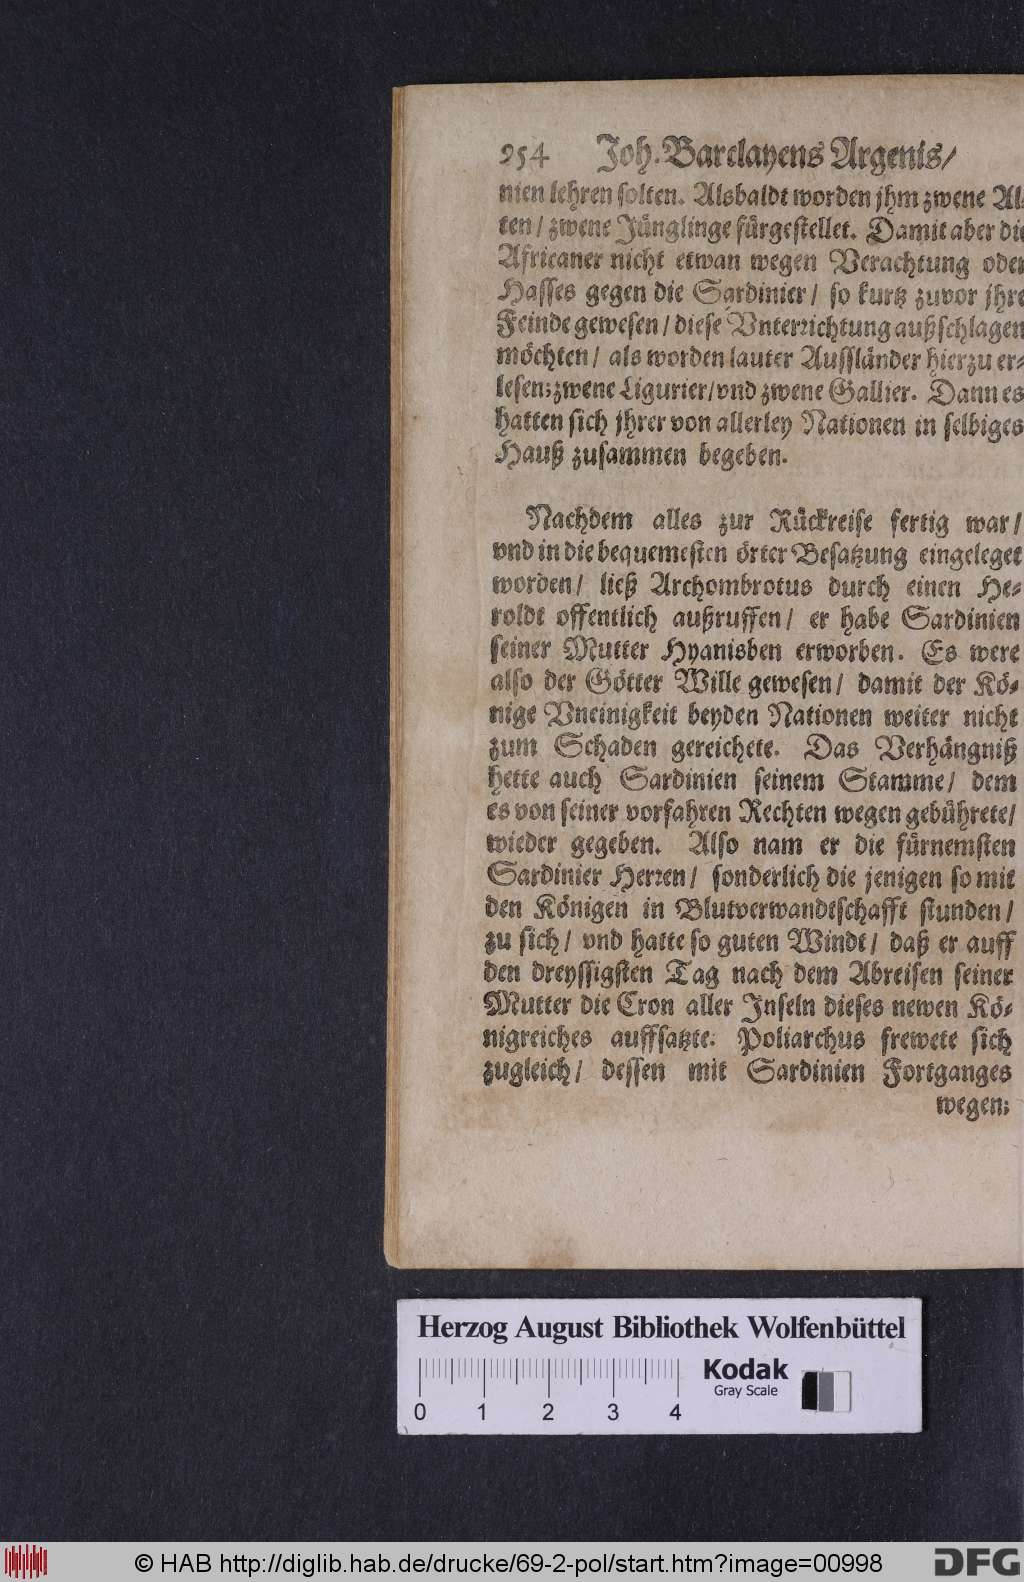 954 Joh. Barclayens Argenis/
nien lehren solten. Alsbaldt worden jhm zwene Al-
ten/ zwene Jünglinge fürgestellet. Damit aber die
Africaner nicht etwan wegen Verachtung oder
Hasses gegen die Sardinier/ so kurtz zuvor jhre
Feinde gewesen/ diese Vnterrichtung außschlagen
möchten/ als worden lauter Aussländer hierzu er-
lesen; zwene Ligurier/ vnd zwene Gallier. Dann es
hatten sich jhrer von allerley Nationen in selbiges
Hauß zusammen begeben.
Nachdem alles zur Rückreise fertig war/
vnd in die bequemesten örter Besatzung eingeleget
worden/ ließ Archombrotus durch einen He-
roldt offentlich außruffen/ er habe Sardinien
seiner Mutter Hyanisben erworben. Es were
also der Götter Wille gewesen/ damit der Kö-
nige Vneinigkeit beyden Nationen weiter nicht
zum Schaden gereichete. Das Verhängniß
hette auch Sardinien seinem Stamme/ dem
es von seiner vorfahren Rechten wegen gebührete/
wieder gegeben. Also nam er die fürnemsten
Sardinier Herren/ sonderlich die jenigen so mit
den Königen in Blutverwandtschafft stunden/
zu sich/ vnd hatte so guten Windt/ daß er auff
den dreyssigsten Tag nach dem Abreisen seiner
Mutter die Cron aller Inseln dieses newen Kö-
nigreiches auffsatzte. Poliarchus frewete sich
zugleich/ dessen mit Sardinien Fortganges
wegen;
Herzog August Bibliothek Wolfenbüttel
Kodak
Gray Scale
0 1 2 3 4
© HAB http://diglib.hab.de/drucke/69-2-pol/start.htm?image=00998
DFG